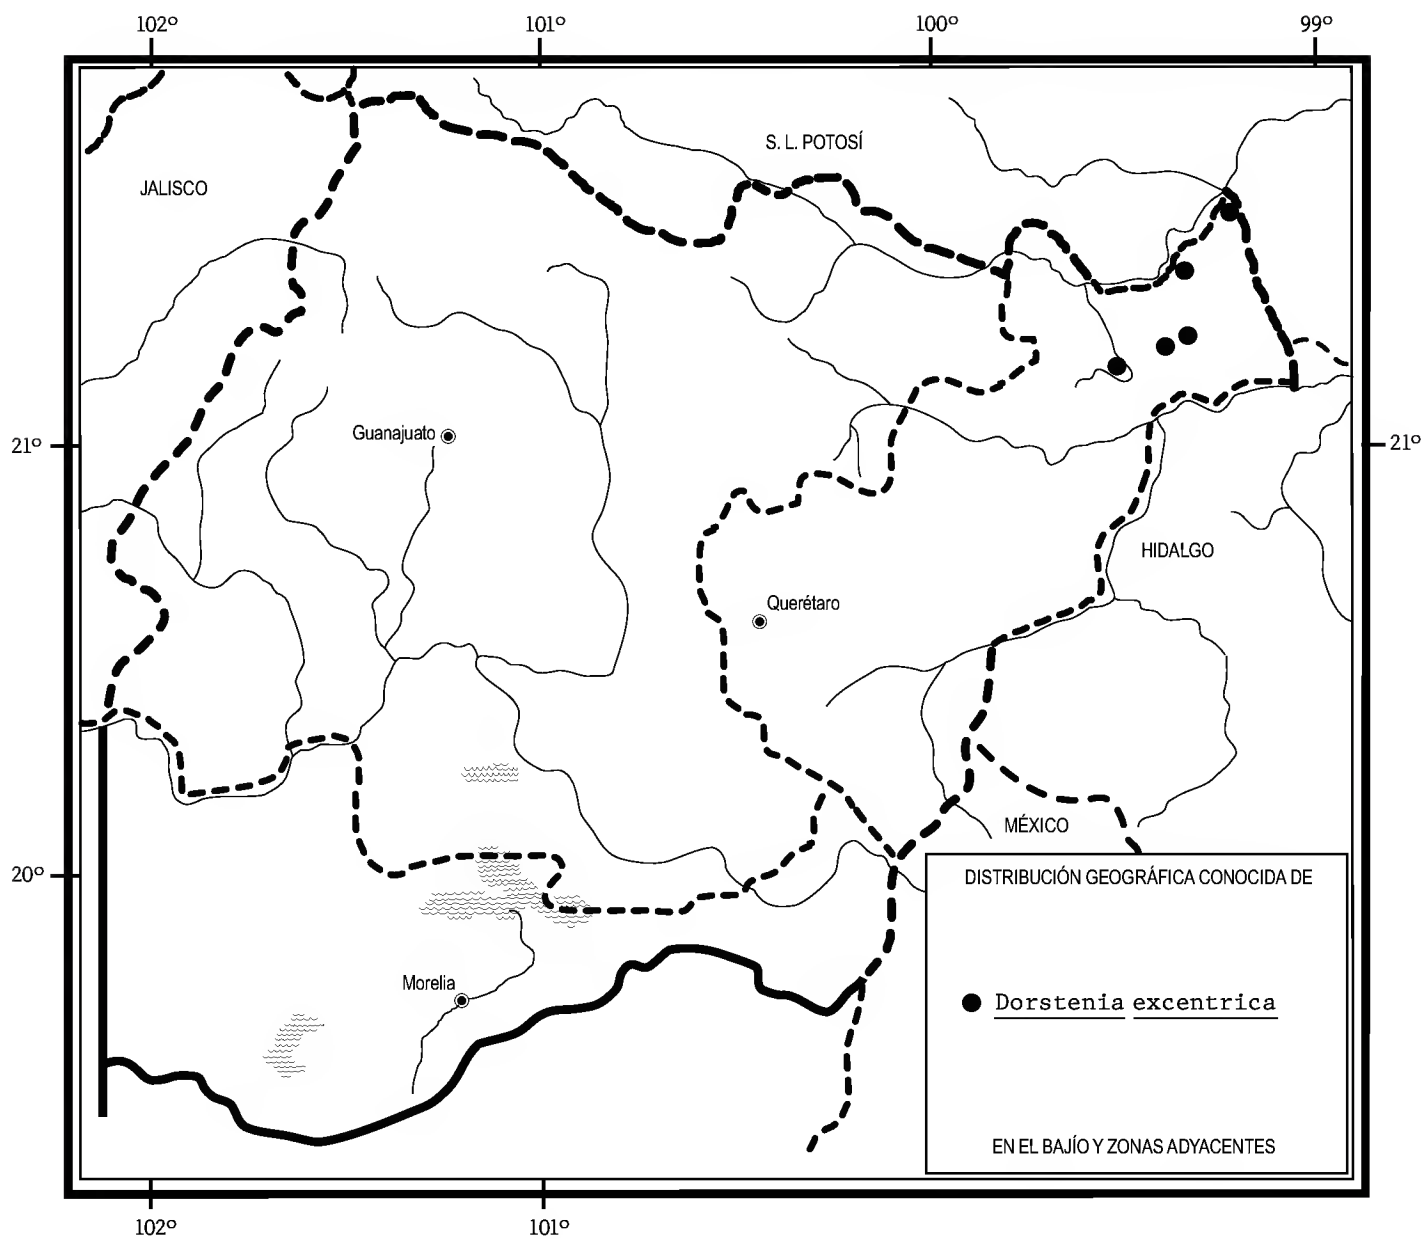 102º 101º 100º 99º
S. L. POTOSÍ
JALISCO
Guanajuato
21º 21º
HIDALGO
Querétaro
MÉXICO
20º
DISTRIBUCIÓN GEOGRÁFICA CONOCIDA DE
Morelia
Dorstenia excentrica
EN EL BAJÍO Y ZONAS ADYACENTES
102º 101º